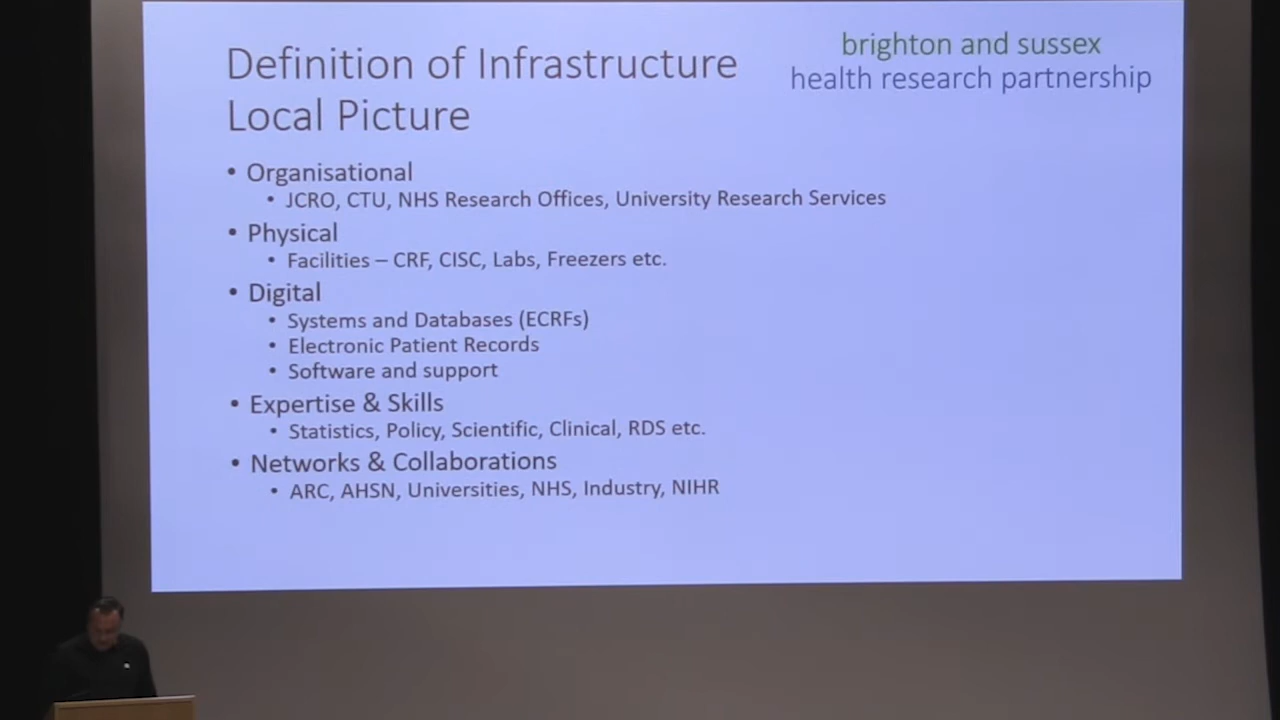 Definition of Infrastructure
Local Picture
brighton and sussex
health research partnership
• Organisational
• JCRO, CTU, NHS Research Offices, University Research Services
• Physical
• Facilities – CRF, CISC, Labs, Freezers etc.
• Digital
• Systems and Databases (ECRFs)
• Electronic Patient Records
• Software and support
• Expertise & Skills
• Statistics, Policy, Scientific, Clinical, RDS etc.
• Networks & Collaborations
• ARC, AHSN, Universities, NHS, Industry, NIHR